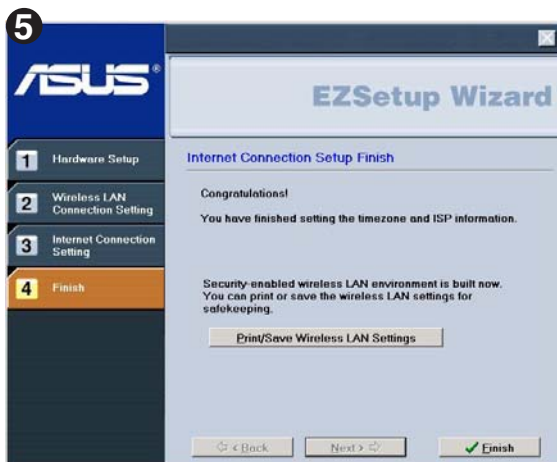 5
ASUS®
EZSetup Wizard
1 Hardware Setup
2 Wireless LAN
Connection Setting
3 Internet Connection
Setting
4 Finish
Internet Connection Setup Finish
Congratulations!
You have finished setting the timezone and ISP information.
Security-enabled wireless LAN environment is built now.
You can print or save the wireless LAN settings for
safekeeping.
Print/Save Wireless LAN Settings
< Back
Next >
Finish